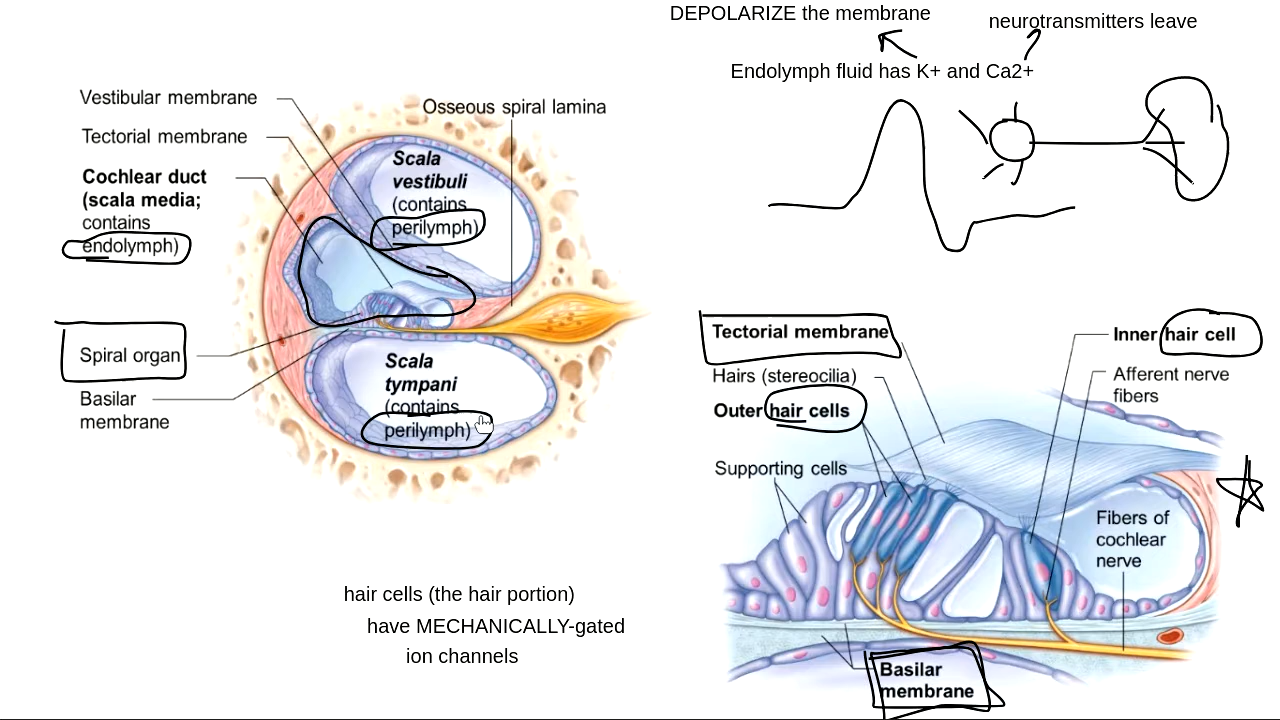 DEPOLARIZE the membrane
neurotransmitters leave
Endolymph fluid has K+ and Ca2+
Vestibular membrane
Osseous spiral lamina
Tectorial membrane
Cochlear duct
(scala media;
contains
endolymph)
Scala
vestibuli
(contains
perilymph)
Spiral organ
Basilar
membrane
Scala
tympani
(contains
perilymph)
Tectorial membrane
Hairs (stereocilia)
Outer hair cells
Supporting cells
Inner hair cell
Afferent nerve
fibers
Fibers of
cochlear
nerve
Basilar
membrane
hair cells (the hair portion)
have MECHANICALLY-gated
ion channels